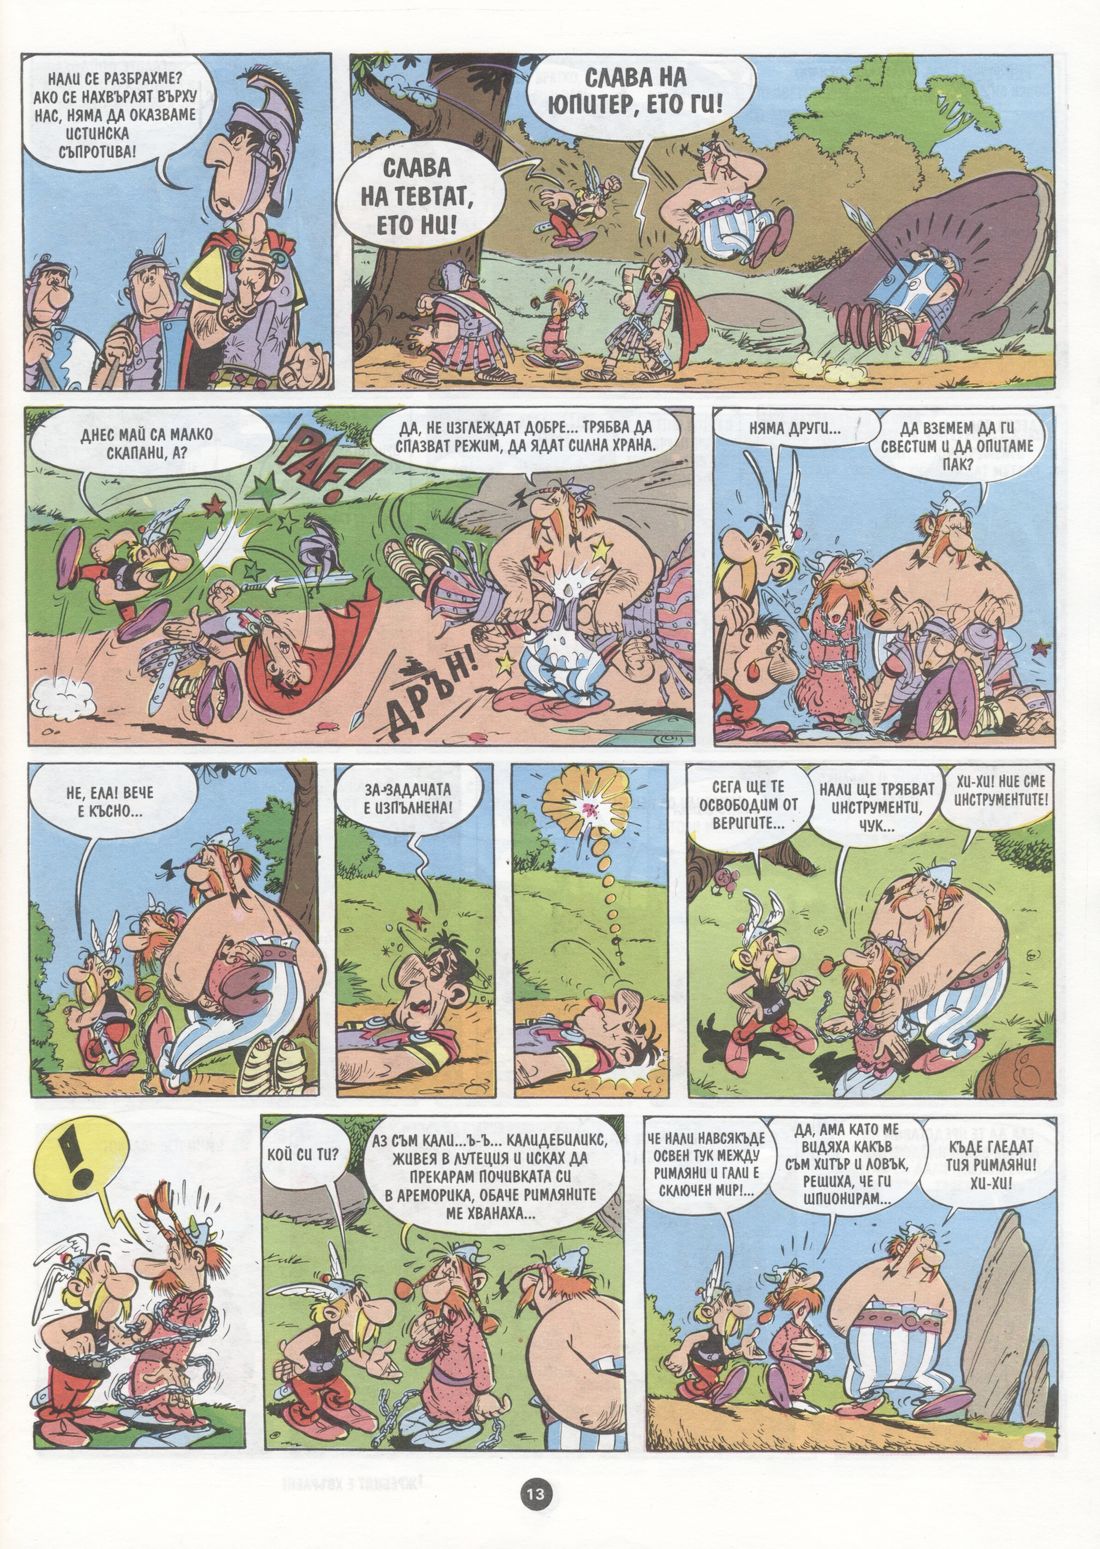 НАЛИ СЕ РАЗБРАХМЕ?
АКО СЕ НАХВЪРЛЯТ ВЪРХУ
НАС, НЯМА ДА ОКАЗВАМЕ
ИСТИНСКА
СЪПРОТИВА!
СЛАВА НА
ЮПИТЕР, ЕТО ГИ!
СЛАВА
НА ТЕВТАТ,
ЕТО НИ!
ДНЕС МАЙ СА МАЛКО
СКАПАНИ, А?
PAF!
ДА, НЕ ИЗГЛЕЖДАТ ДОБРЕ... ТРЯБВА ДА
СПАЗВАТ РЕЖИМ, ДА ЯДАТ СИЛНА ХРАНА.
ДРЪН!
НЯМА ДРУГИ...
ДА ВЗЕМЕМ ДА ГИ
СВЕСТИМ И ДА ОПИТАМЕ
ПАК?
НЕ, ЕЛА! ВЕЧЕ
Е КЪСНО...
ЗА-ЗАДАЧАТА
Е ИЗПЪЛНЕНА!
СЕГА ЩЕ ТЕ
ОСВОБОДИМ ОТ
ВЕРИГИТЕ...
НАЛИ ЩЕ ТРЯБВАТ
ИНСТРУМЕНТИ,
ЧУК...
ХИ-ХИ! НИЕ СМЕ
ИНСТРУМЕНТИТЕ!
!
КОЙ СИ ТИ?
АЗ СЪМ КАЛИ...Ъ-Ъ... КАЛИДЕБИЛИКС,
ЖИВЕЯ В ЛУТЕЦИЯ И ИСКАХ ДА
ПРЕКАРАМ ПОЧИВКАТА СИ
В АРЕМОРИКА, ОБАЧЕ РИМЛЯНИТЕ
МЕ ХВАНАХА...
ЧЕ НАЛИ НАВСЯКЪДЕ
ОСВЕН ТУК МЕЖДУ
РИМЛЯНИ И ГАЛИ Е
СКЛЮЧЕН МИР!...
ДА, АМА КАТО МЕ
ВИДЯХА КАКЪВ
СЪМ ХИТЪР И ЛОВЪК,
РЕШИХА, ЧЕ ГИ
ШПИОНИРАМ...
КЪДЕ ГЛЕДАТ
ТИЯ РИМЛЯНИ!
ХИ-ХИ!
13